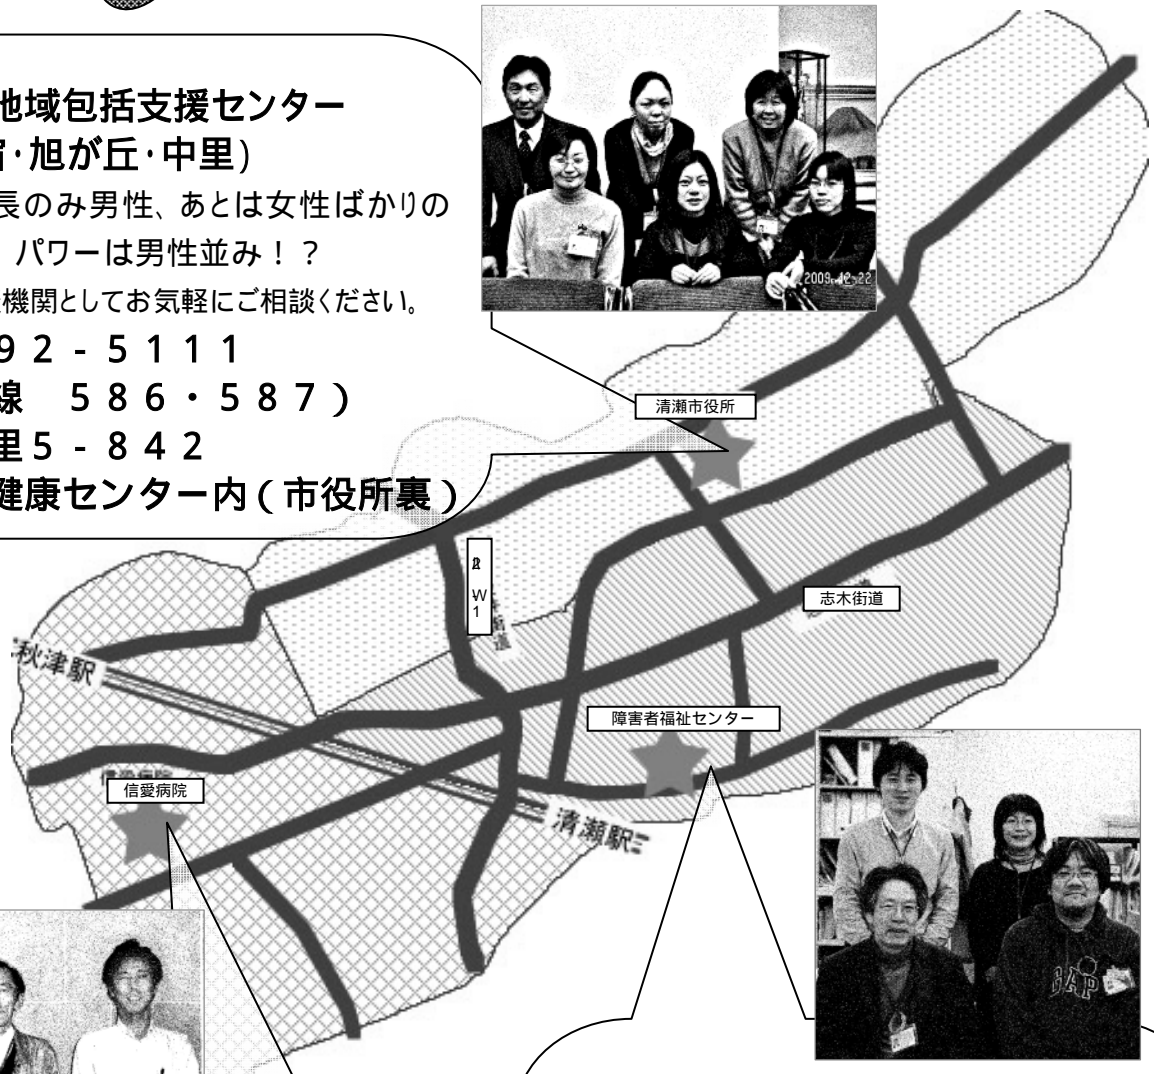 地域包括支援センター
・旭が丘・中里)
長のみ男性、あとは女性ばかりの
パワーは男性並み!?
機関としてお気軽にご相談ください。
92-5111
線 586・587)
里5-842
健康センター内(市役所裏)
2009.12.22
清瀬市役所
志木街道
秋津駅
街道
障害者福祉センター
信愛病院
清瀬駅
GAP